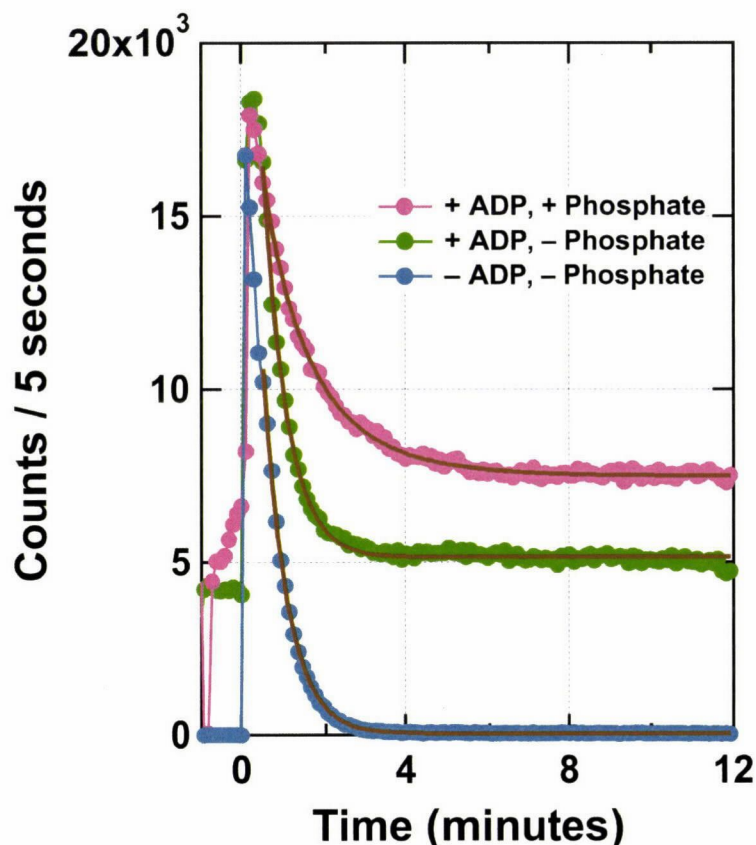 20x10³
15
10
5
0
Counts / 5 seconds
+ ADP, + Phosphate
+ ADP, – Phosphate
– ADP, – Phosphate
0 4 8 12
Time (minutes)